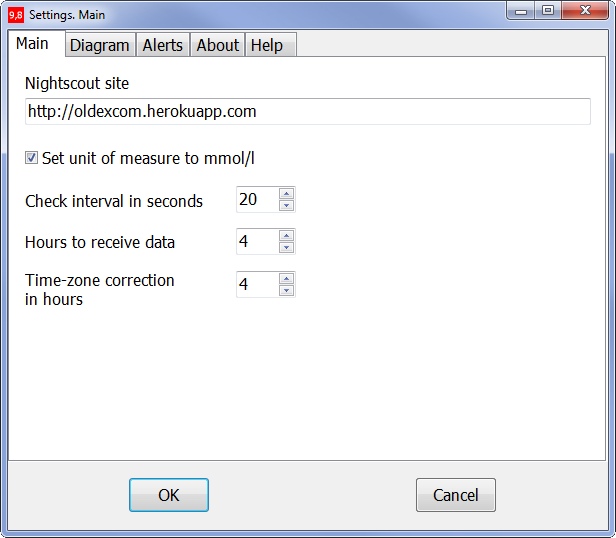 9,8 Settings. Main
Main Diagram Alerts About Help
Nightscout site
http://oldexcom.herokuapp.com
Set unit of measure to mmol/l
Check interval in seconds 20
Hours to receive data 4
Time-zone correction 4
in hours
OK Cancel